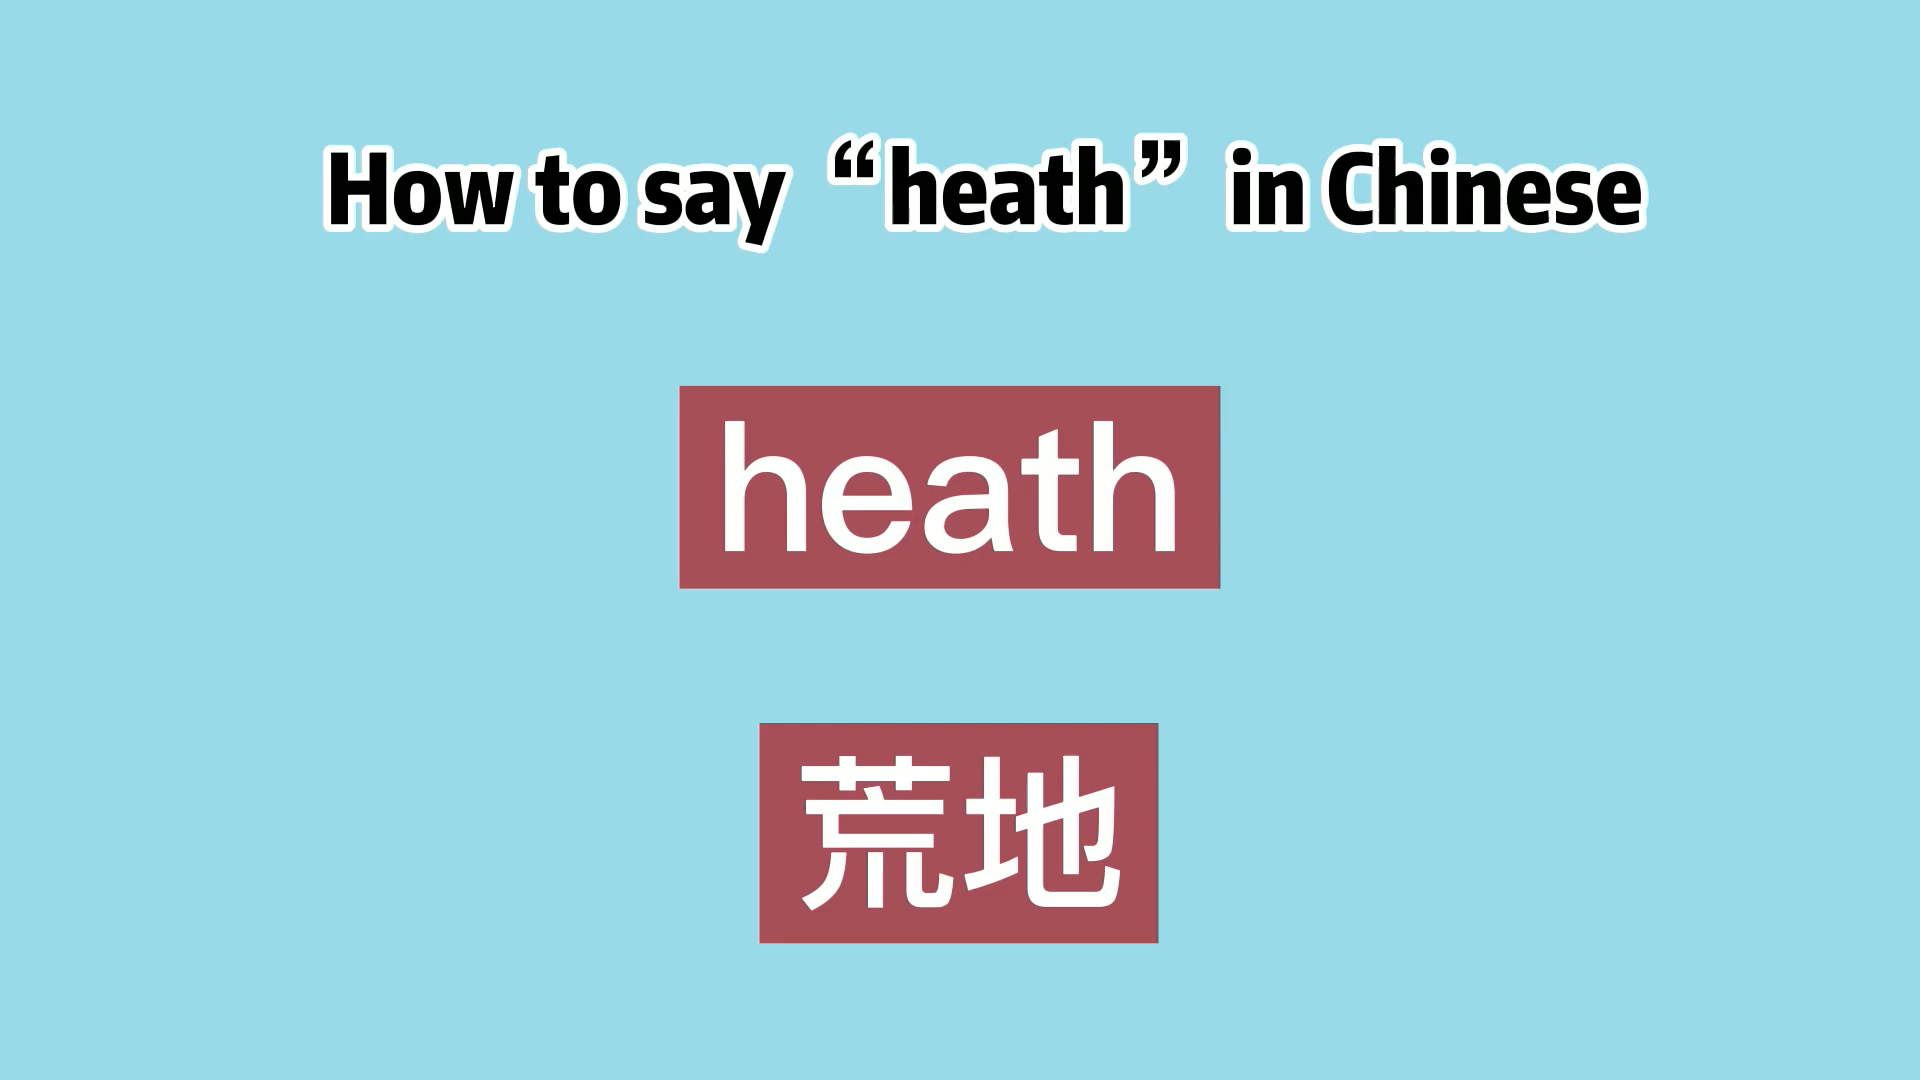 How to say “heath” in Chinese
heath
荒地